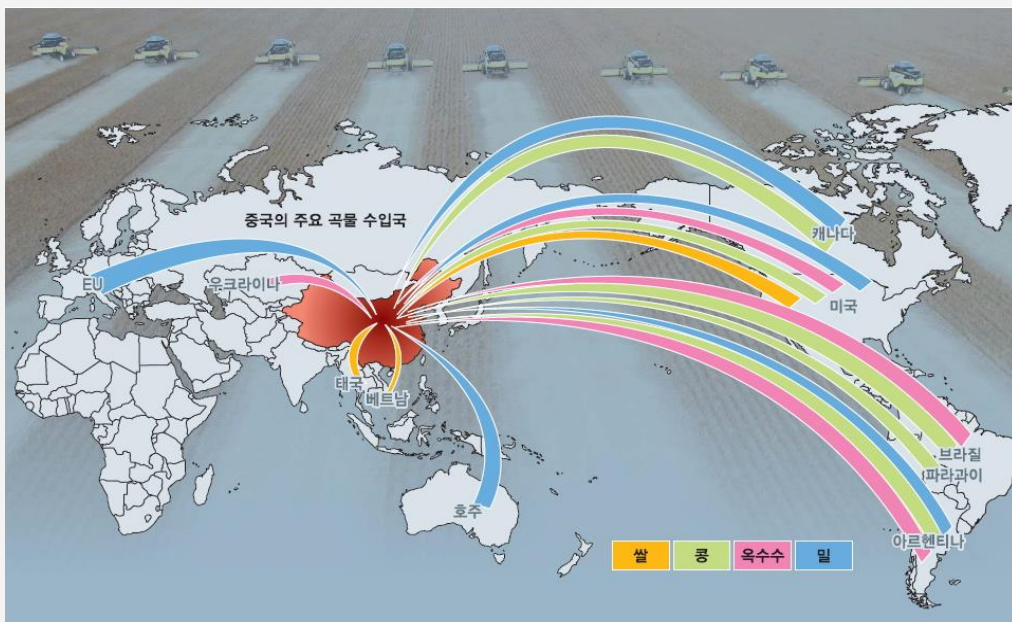 중국의 주요 곡물 수입국
캐나다
EU
우크라이나
미국
태국
베트남
브라질
파라과이
호주
아르헨티나
쌀
콩
옥수수
밀